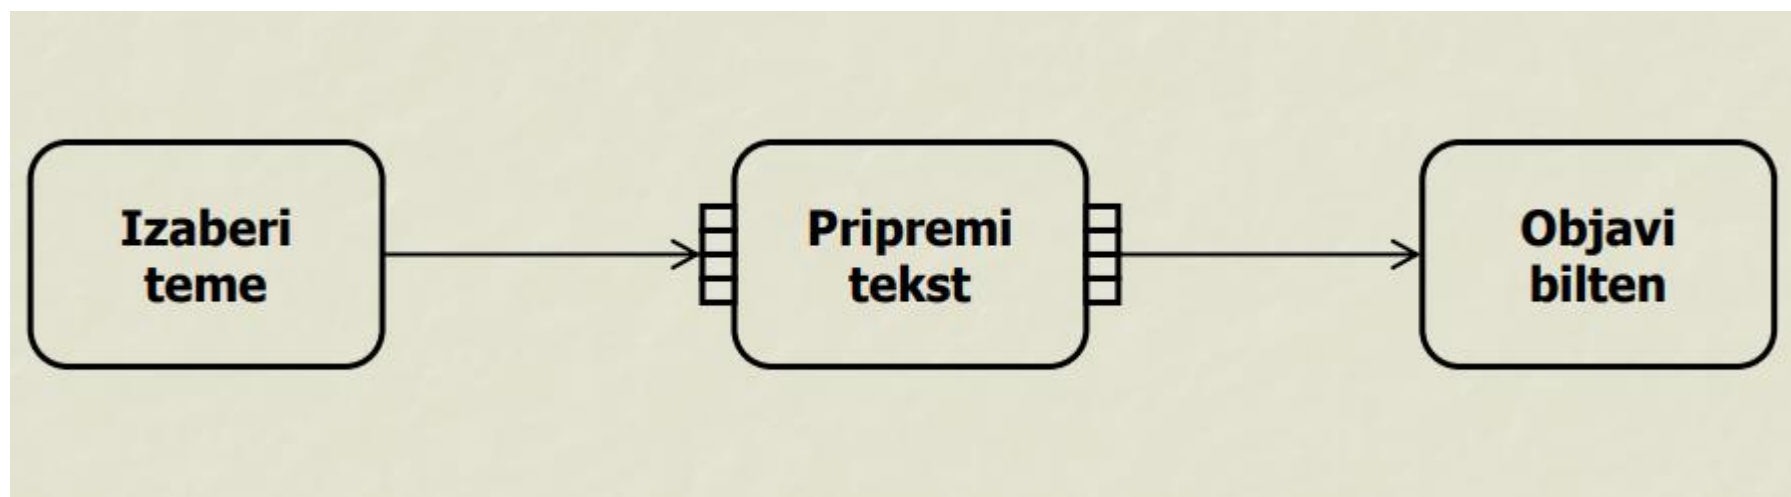 Izaberi
teme
Pripremi
tekst
Objavi
bilten